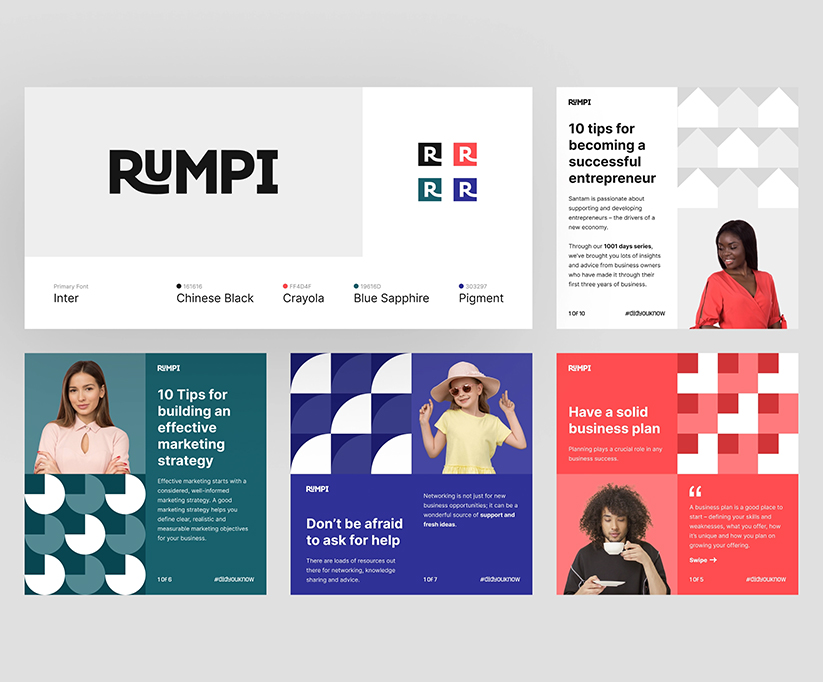 RUMPI
R R
R R
Primary Font
Inter
161616
Chinese Black
FF4D4F
Crayola
19616D
Blue Sapphire
303297
Pigment
RUMPI
10 tips for
becoming a
successful
entrepreneur
Santam is passionate about
supporting and developing
entrepreneurs – the drivers of a
new economy.
Through our 1001 days series,
we've brought you lots of insights
and advice from business owners
who have made it through their
first three years of business.
1 OF 10
#didyouknow
RUMPI
10 Tips for
building an
effective
marketing
strategy
Effective marketing starts with a
considered, well-informed
marketing strategy. A good
marketing strategy helps you
define clear, realistic and
measurable marketing objectives
for your business.
1 OF 6
#didyouknow
RUMPI
Don't be afraid
to ask for help
There are loads of resources out
there for networking, knowledge
sharing and advice.
Networking is not just for new
business opportunities; it can be a
wonderful source of support and
fresh ideas.
1 OF 7
#didyouknow
RUMPI
Have a solid
business plan
Planning plays a crucial role in any
business success.
“
A business plan is a good place to
start – defining your skills and
weaknesses, what you offer, how
it's unique and how you plan on
growing your offering.
Swipe →
1 OF 5
#didyouknow